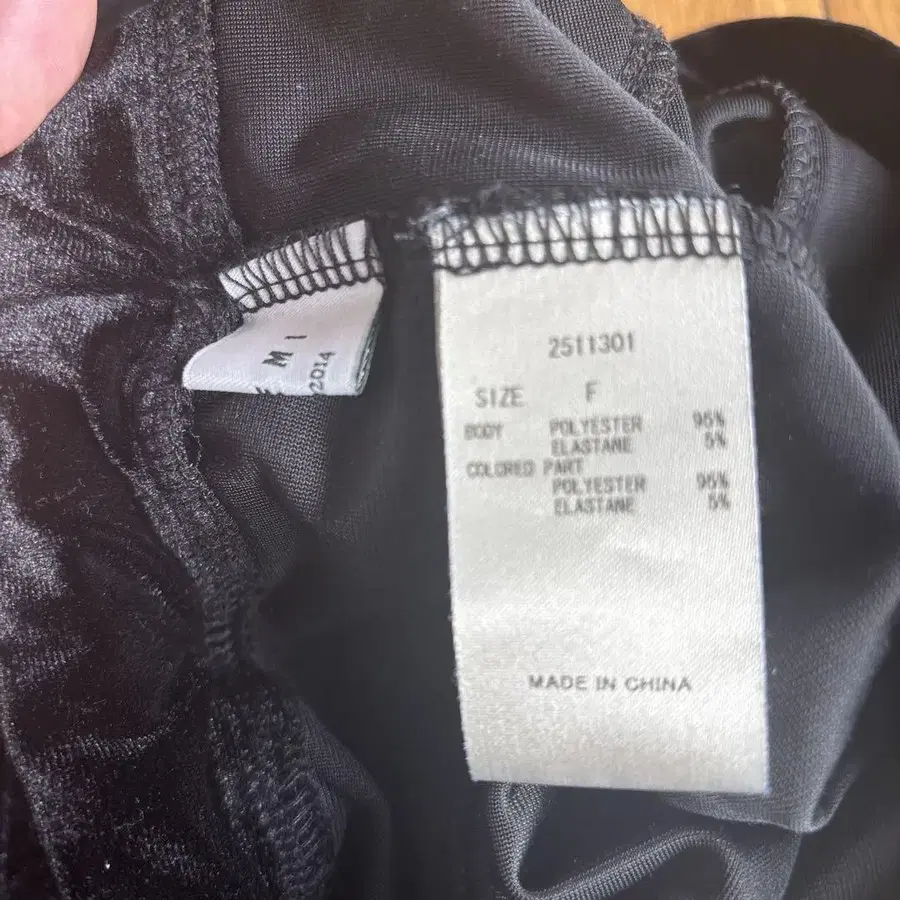 M I
2014
2511301
SIZE F
BODY POLYESTER 95%
ELASTANE 5%
COLORED PART
POLYESTER 95%
ELASTANE 5%
MADE IN CHINA